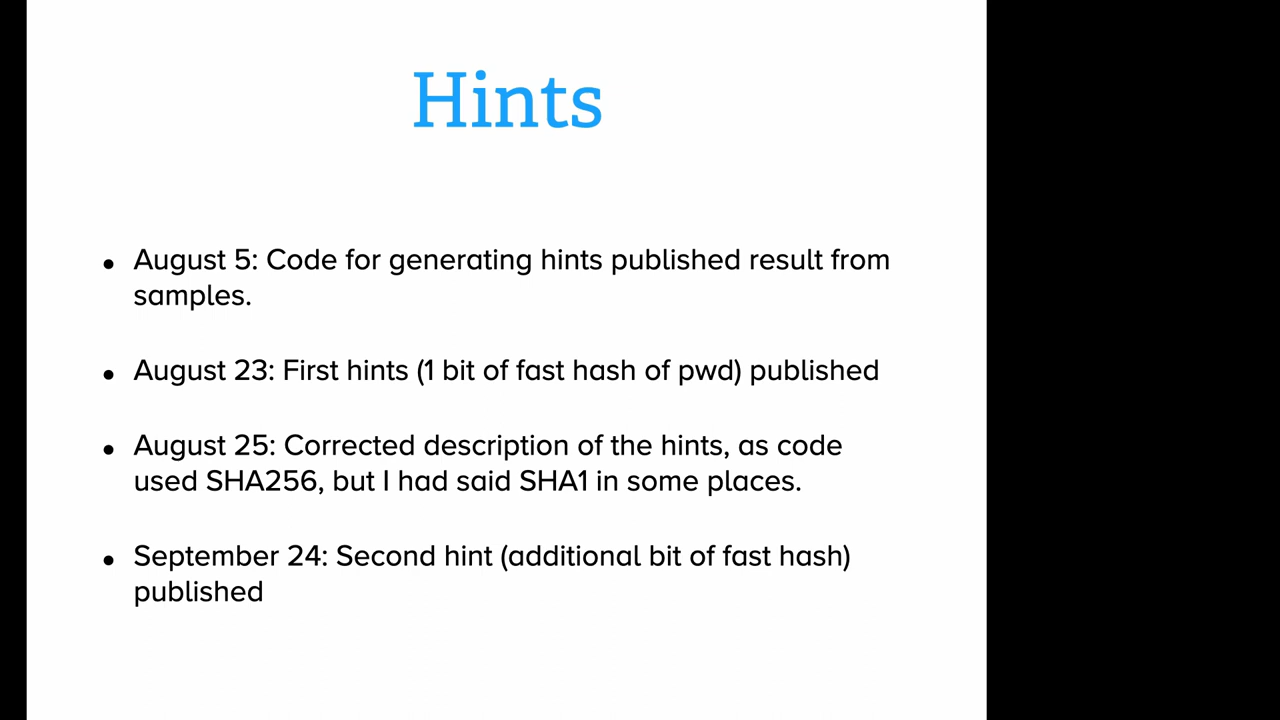 Hints
• August 5: Code for generating hints published result from
samples.
• August 23: First hints (1 bit of fast hash of pwd) published
• August 25: Corrected description of the hints, as code
used SHA256, but I had said SHA1 in some places.
• September 24: Second hint (additional bit of fast hash)
published